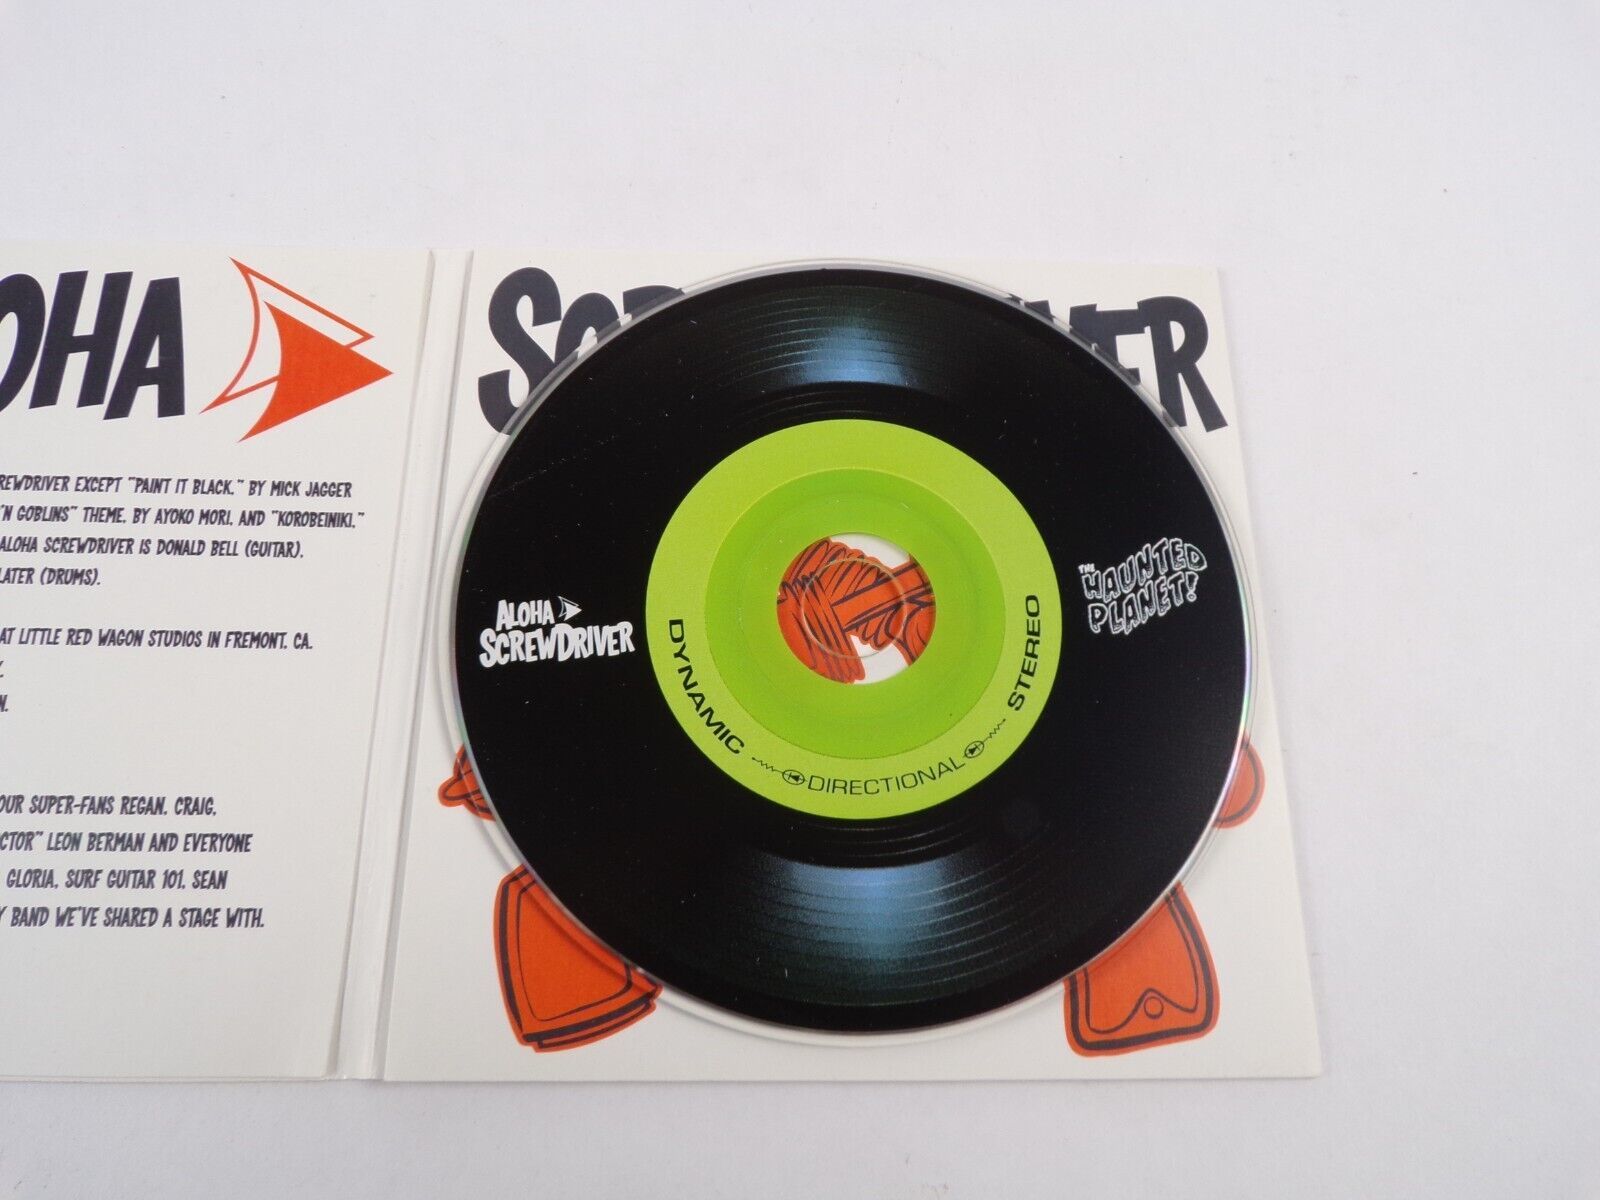 OHA
REWDRIVER EXCEPT "PAINT IT BLACK," BY MICK JAGGER
'N GOBLINS" THEME, BY AYOKO MORI, AND "KOROBEINIKI,"
ALOHA SCREWDRIVER IS DONALD BELL (GUITAR),
LATER (DRUMS).
AT LITTLE RED WAGON STUDIOS IN FREMONT, CA.
OUR SUPER-FANS REGAN, CRAIG,
CTOR" LEON BERMAN AND EVERYONE
GLORIA, SURF GUITAR 101, SEAN
Y BAND WE'VE SHARED A STAGE WITH.
ALOHA
SCREWDRIVER
DYNAMIC DIRECTIONAL STEREO
THE HAUNTED
PLANET!